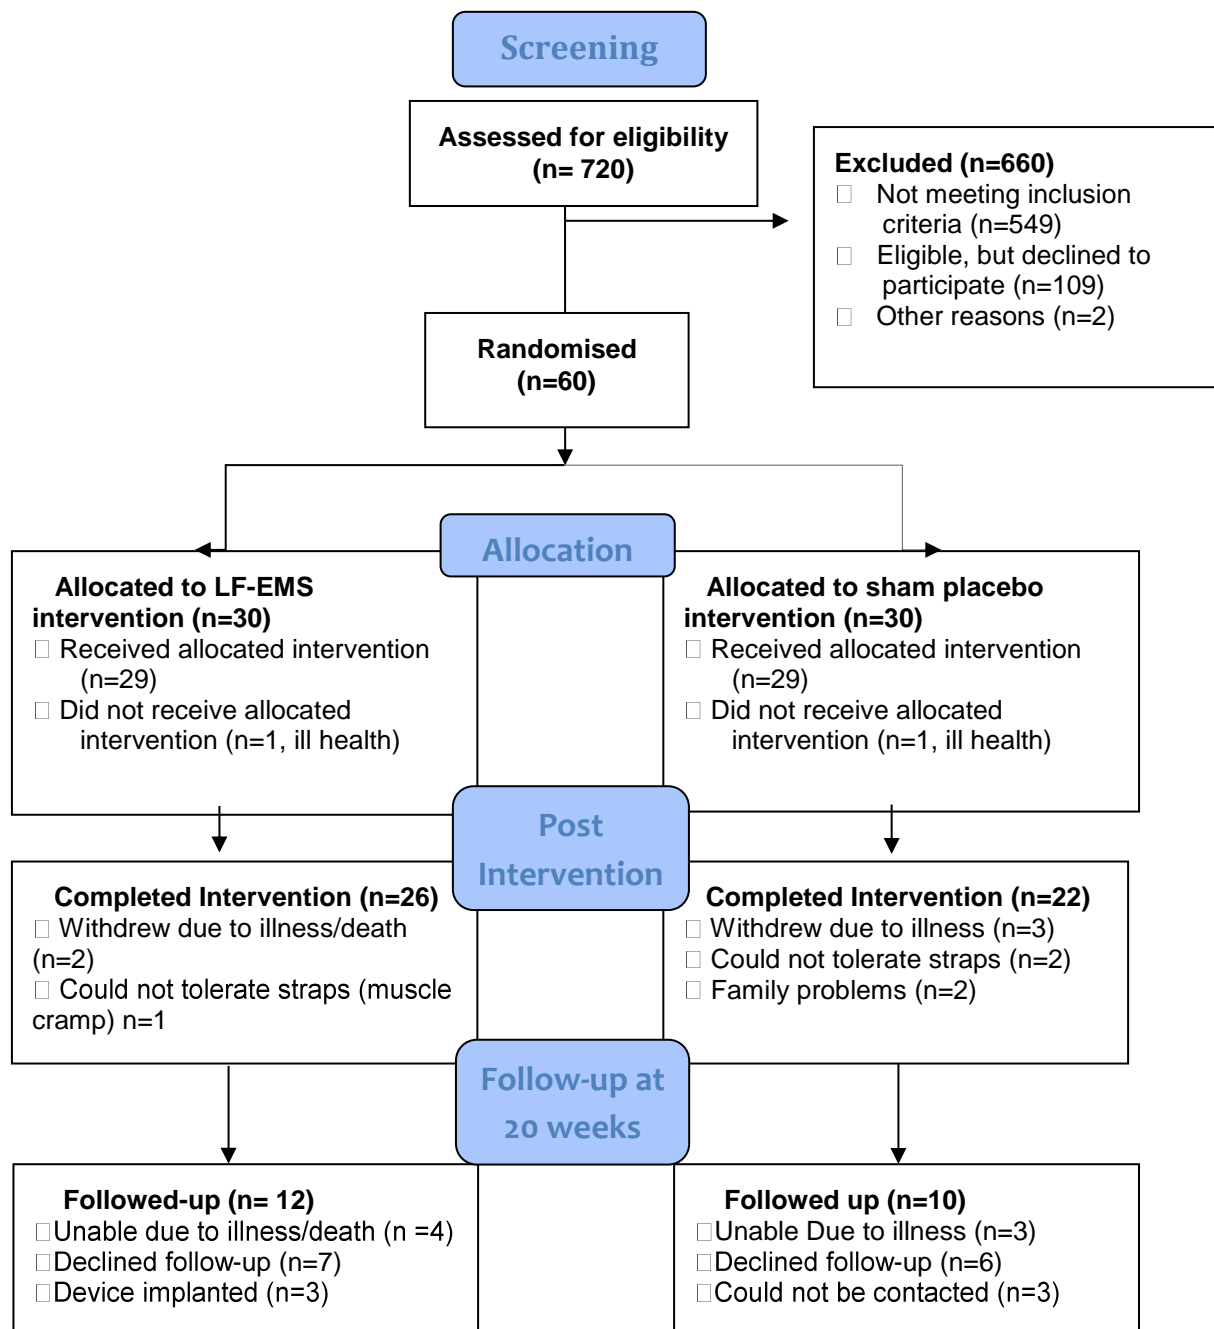 Screening
Assessed for eligibility
(n= 720)
Excluded (n=660)
Not meeting inclusion
criteria (n=549)
Eligible, but declined to
participate (n=109)
Other reasons (n=2)
Randomised
(n=60)
Allocation
Allocated to LF-EMS
intervention (n=30)
Received allocated intervention
(n=29)
Did not receive allocated
intervention (n=1, ill health)
Allocated to sham placebo
intervention (n=30)
Received allocated intervention
(n=29)
Did not receive allocated
intervention (n=1, ill health)
Post
Intervention
Completed Intervention (n=26)
Withdrew due to illness/death
(n=2)
Could not tolerate straps (muscle
cramp) n=1
Completed Intervention (n=22)
Withdrew due to illness (n=3)
Could not tolerate straps (n=2)
Family problems (n=2)
Follow-up at
20 weeks
Followed-up (n= 12)
Unable due to illness/death (n =4)
Declined follow-up (n=7)
Device implanted (n=3)
Followed up (n=10)
Unable Due to illness (n=3)
Declined follow-up (n=6)
Could not be contacted (n=3)